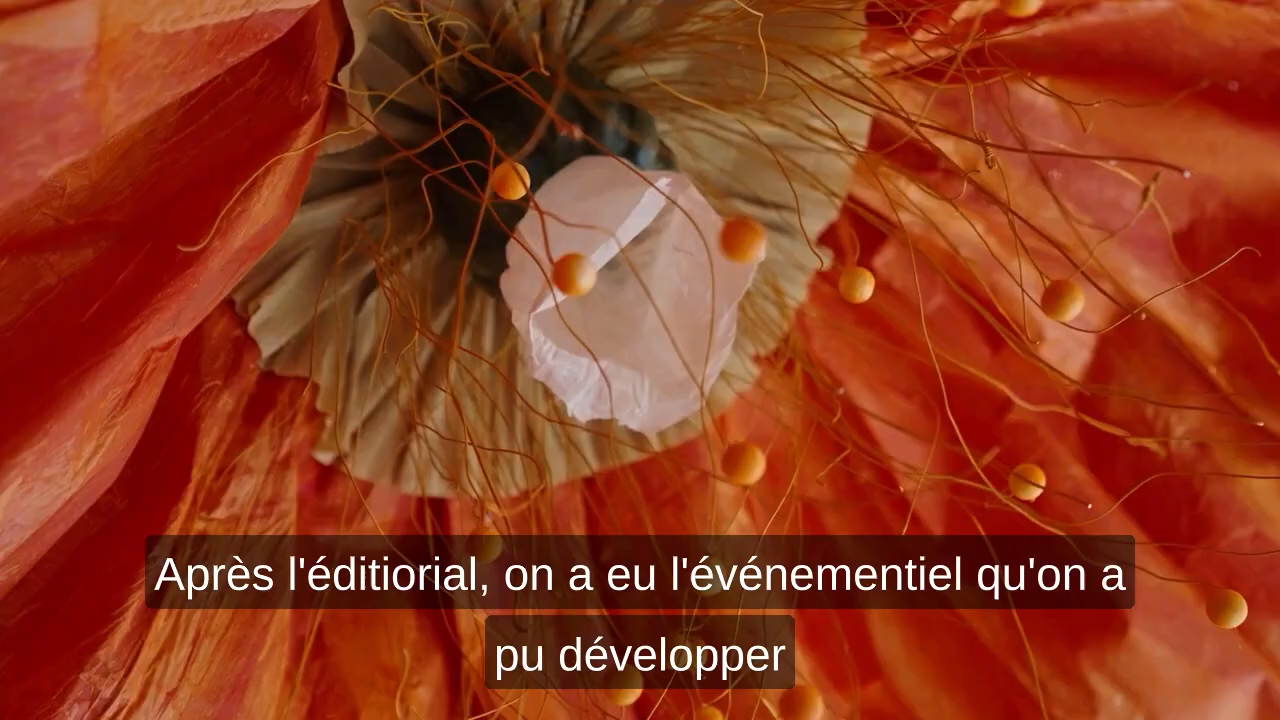 Après l'éditiorial, on a eu l'événementiel qu'on a
pu développer